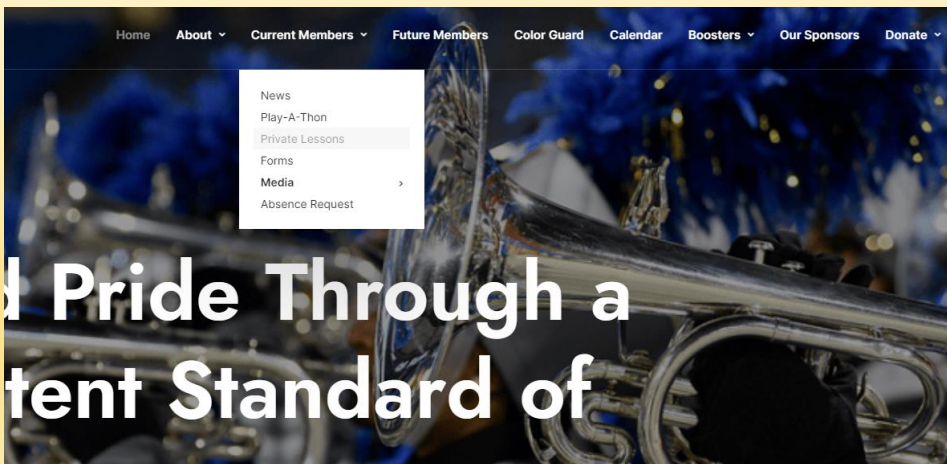 Home About Current Members Future Members Color Guard Calendar Boosters Our Sponsors Donate
News
Play-A-Thon
Private Lessons
Forms
Media
Absence Request
Pride Through a
tent Standard of